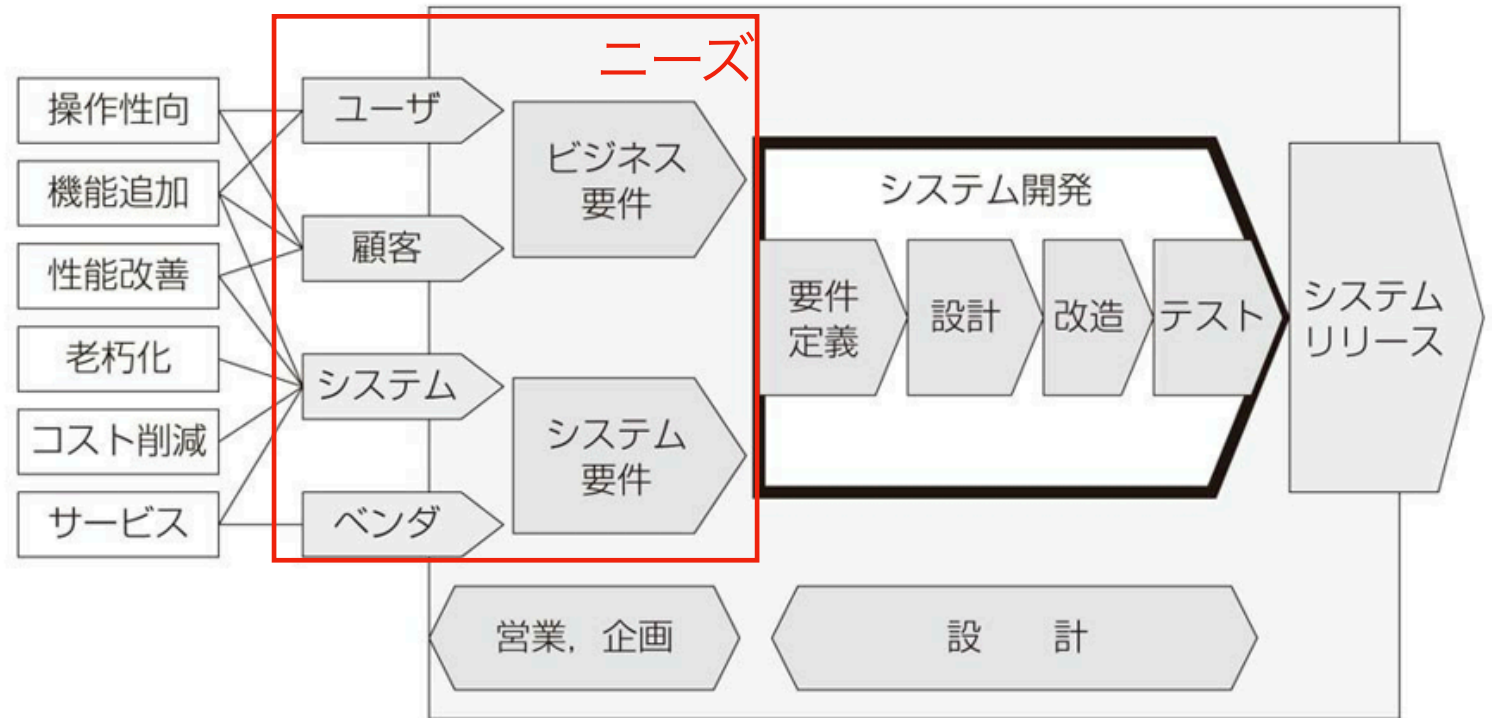 ニーズ
操作性向
機能追加
性能改善
老朽化
コスト削減
サービス
ユーザ
顧客
システム
ベンダ
ビジネス
要件
システム
要件
システム開発
要件
定義
設計
改造
テスト
システム
リリース
営業，企画
設　計